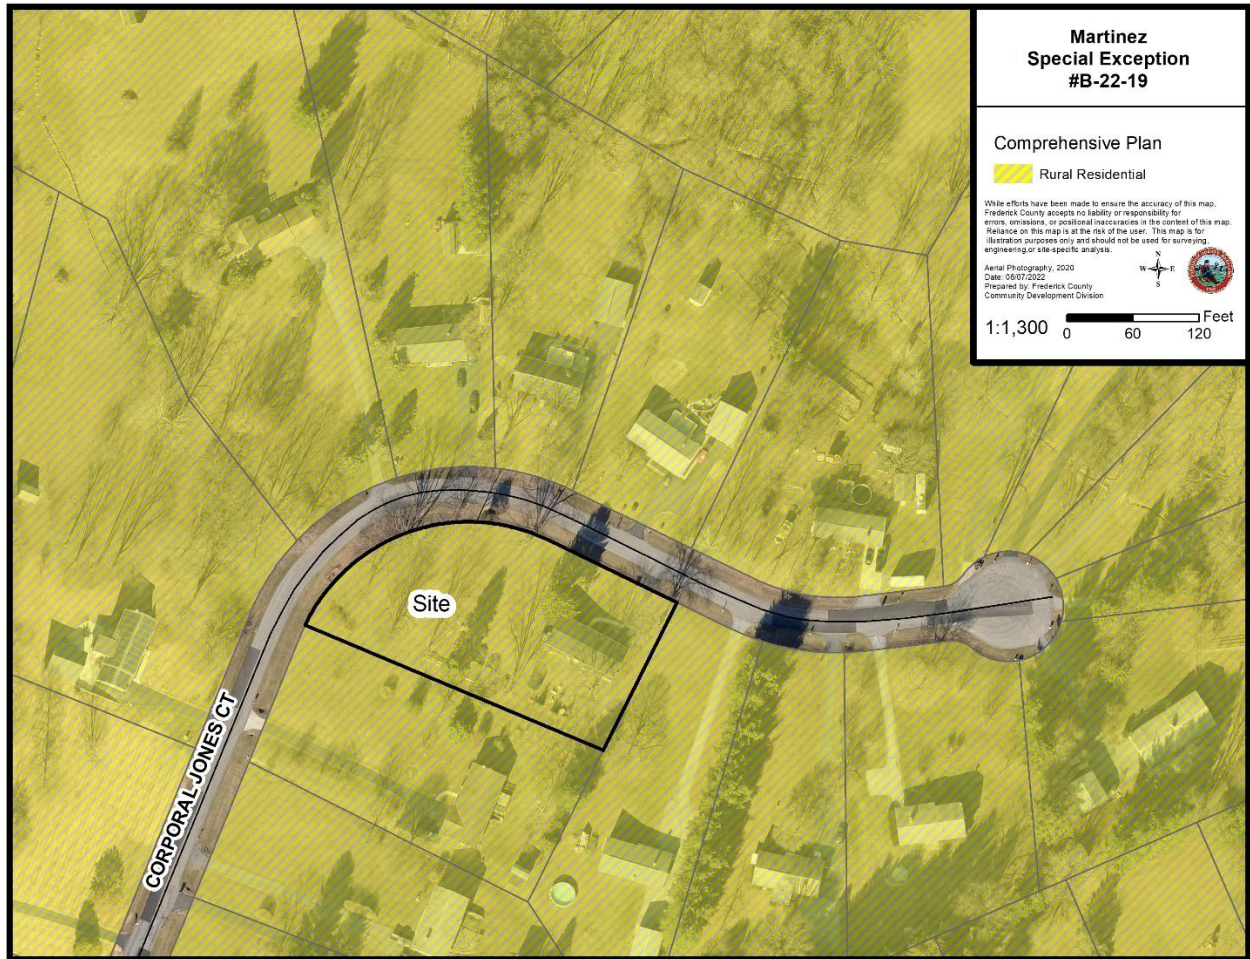 Martinez
Special Exception
#B-22-19
Comprehensive Plan
Rural Residential
While efforts have been made to ensure the accuracy of this map,
Frederick County accepts no liability or responsibility for
errors, omissions, or positional inaccuracies in the content of this map.
Reliance on this map is at the risk of the user. This map is for
illustration purposes only and should not be used for surveying,
engineering,or site-specific analysis.
Aerial Photography, 2020
Date: 06/07/2022
Prepared by: Frederick County
Community Development Division
N
W E
S
1:1,300
Feet
0 60 120
Site
CORPORAL JONES CT